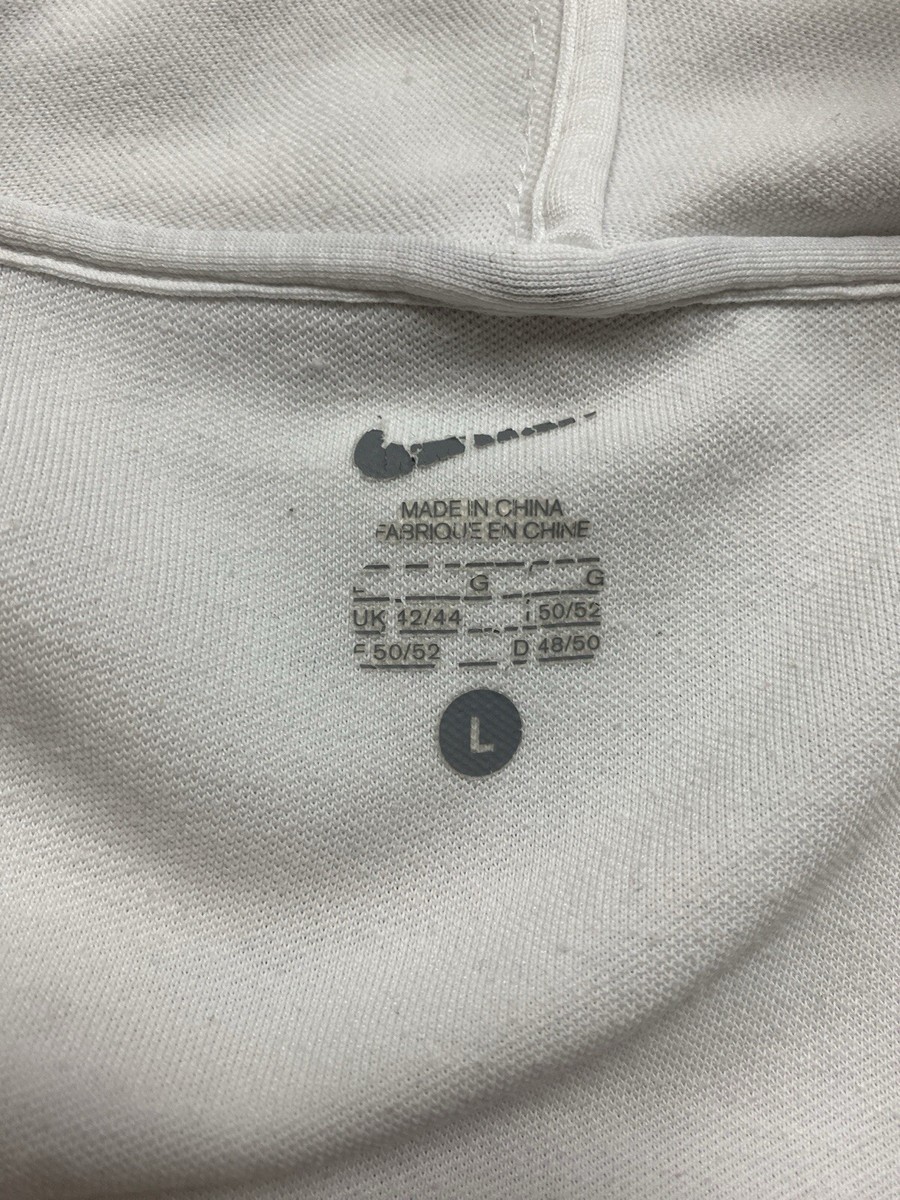 MADE IN CHINA
FABRIQUE EN CHINE
L G G
UK 42/44 I 50/52
F 50/52 D 48/50
L